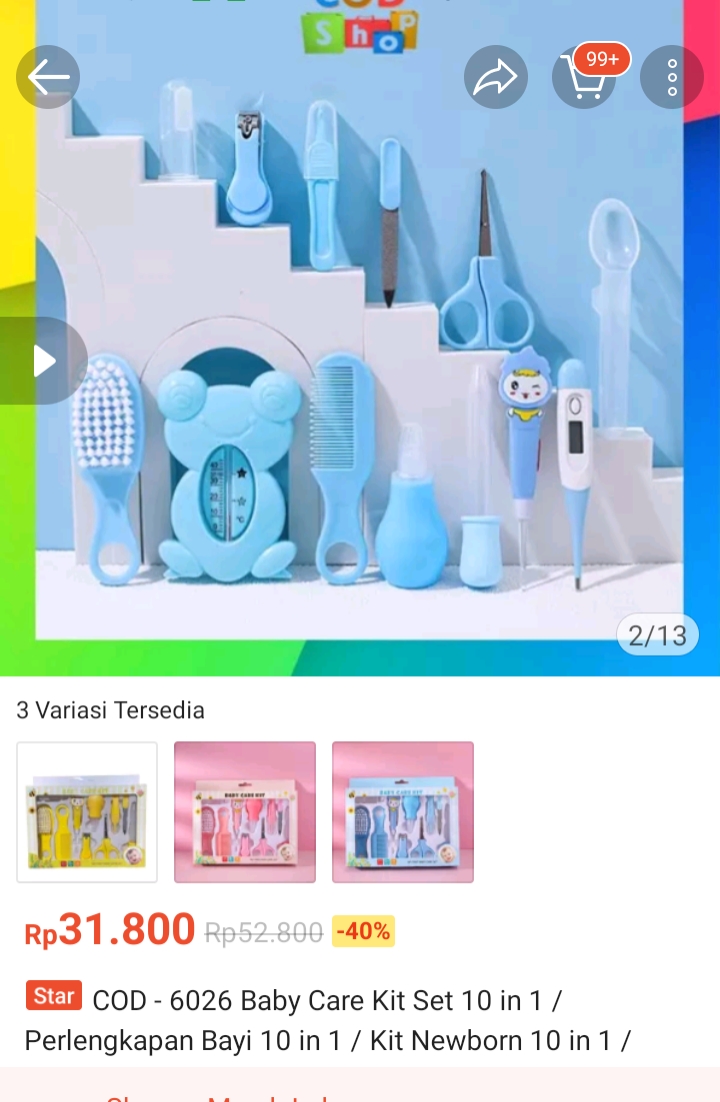 COD
Shop
99+
2/13
3 Variasi Tersedia
BABY CARE KIT
BABY CARE KIT
Rp31.800 Rp52.800 -40%
Star COD - 6026 Baby Care Kit Set 10 in 1 /
Perlengkapan Bayi 10 in 1 / Kit Newborn 10 in 1 /